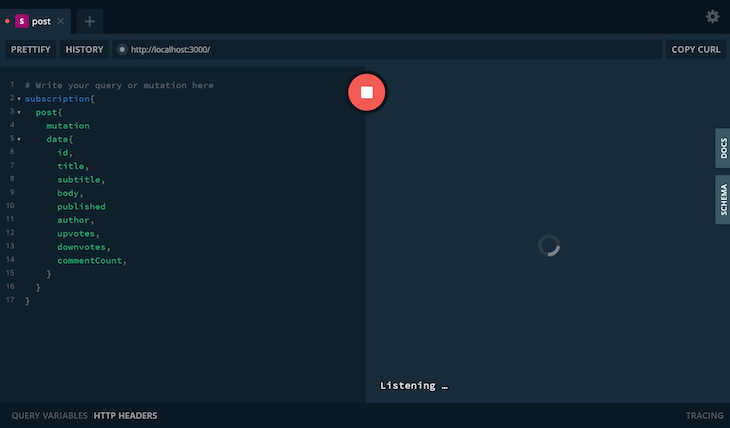 S post
PRETTIFY HISTORY http://localhost:3000/ COPY CURL
1 # Write your query or mutation here
2 subscription{
3 post{
4 mutation
5 data{
6 id,
7 title,
8 subtitle,
9 body,
10 published
11 author,
12 upvotes,
13 downvotes,
14 commentCount,
15 }
16 }
17 }
DOCS
SCHEMA
Listening …
QUERY VARIABLES HTTP HEADERS TRACING